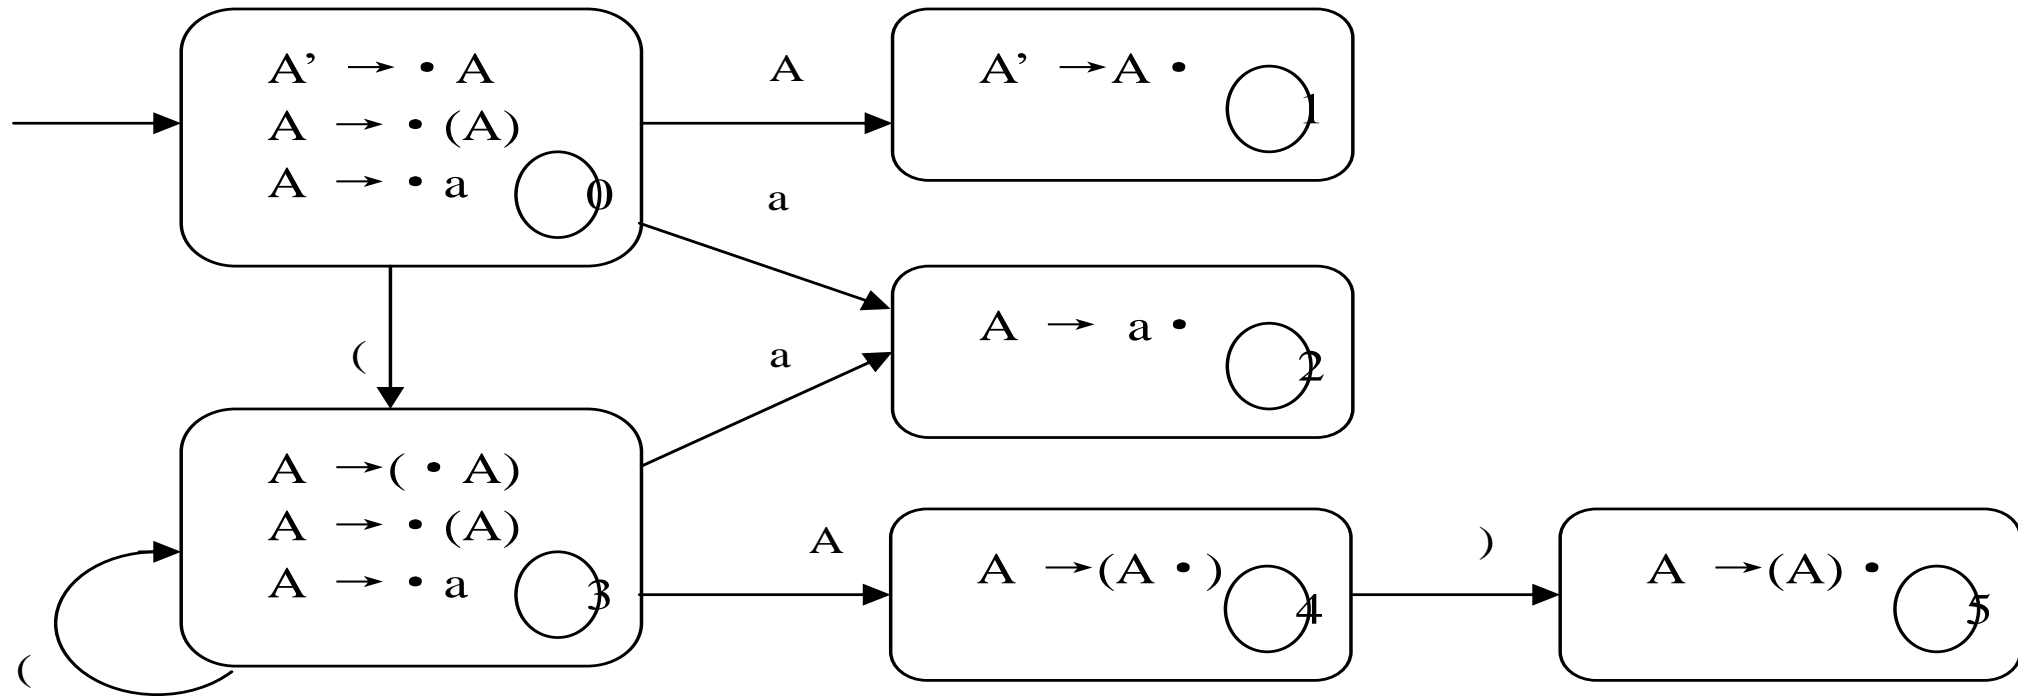 A’ → • A
A → • (A)
A → • a
0
A
A’ → A •
1
a
A → a •
2
(
a
A → ( • A)
A → • (A)
A → • a
3
(
A
A → (A • )
4
)
A → (A) •
5